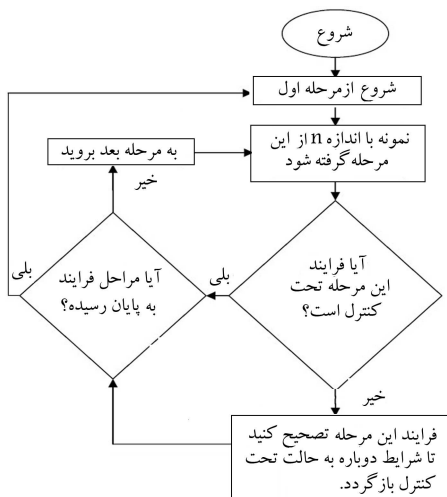 شروع
شروع ازمرحله اول
نمونه با اندازه n از این
مرحله گرفته شود
به مرحله بعد بروید
خیر
آیا فرایند
این مرحله تحت
کنترل است؟
بلی
آیا مراحل فرایند
به پایان رسیده؟
بلی
خیر
فرایند این مرحله تصحیح کنید
تا شرایط دوباره به حالت تحت
کنترل بازگردد.